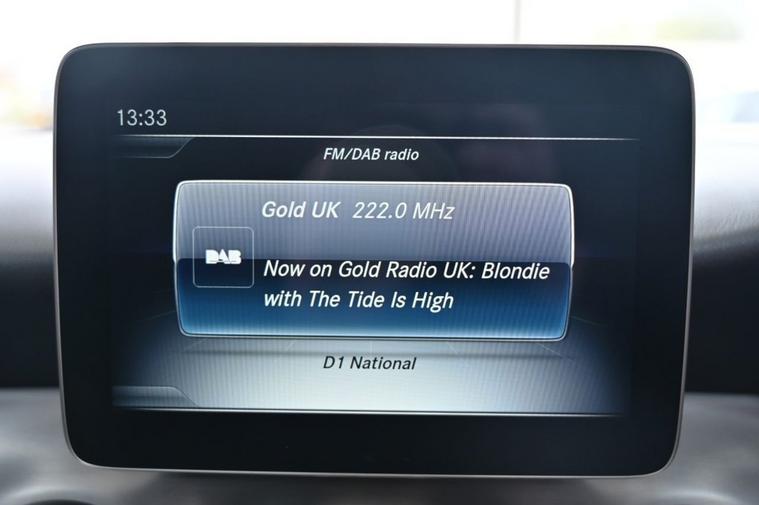 13:33
FM/DAB radio
Gold UK 222.0 MHz
DAB
Now on Gold Radio UK: Blondie
with The Tide Is High
D1 National